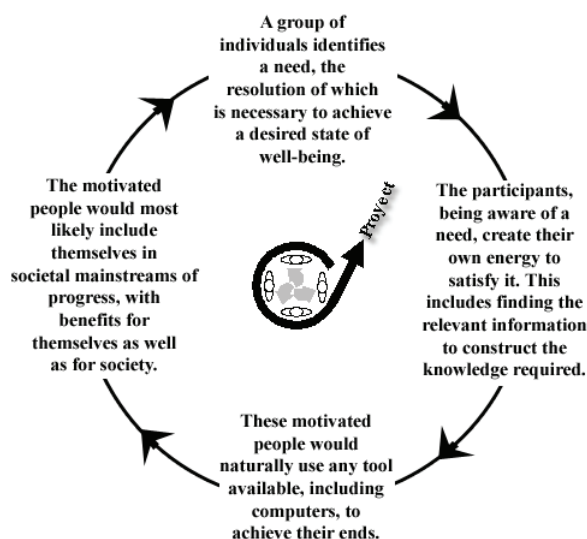 A group of
individuals identifies
a need, the
resolution of which
is necessary to achieve
a desired state of
well-being.
The participants,
being aware of a
need, create their
own energy to
satisfy it. This
includes finding the
relevant information
to construct the
knowledge required.
These motivated
people would
naturally use any tool
available, including
computers, to
achieve their ends.
The motivated
people would most
likely include
themselves in
societal mainstreams of
progress, with
benefits for
themselves as well
as for society.
Proyect